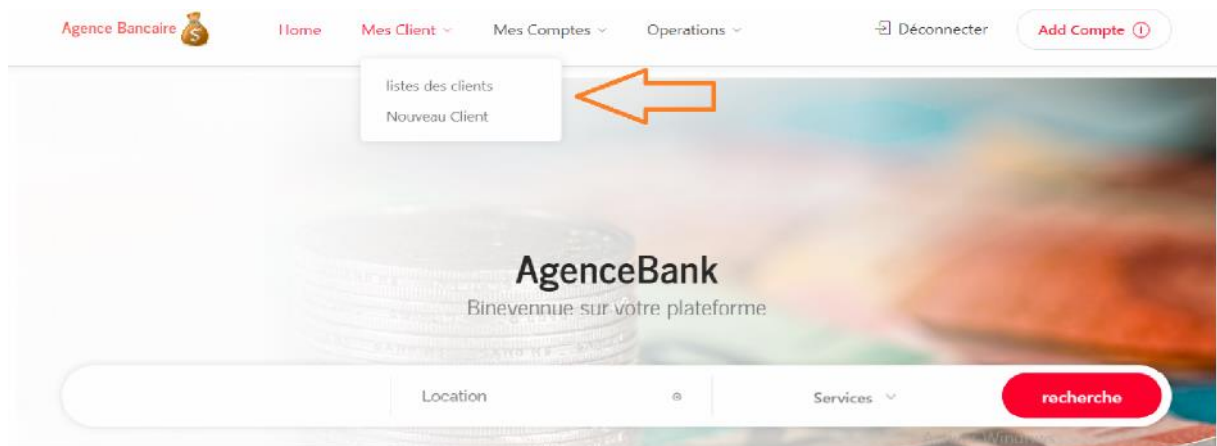 Agence Bancaire
Home
Mes Client
Mes Comptes
Operations
Déconnecter
Add Compte
listes des clients
Nouveau Client
AgenceBank
Binevennue sur votre plateforme
Location
Services
recherche